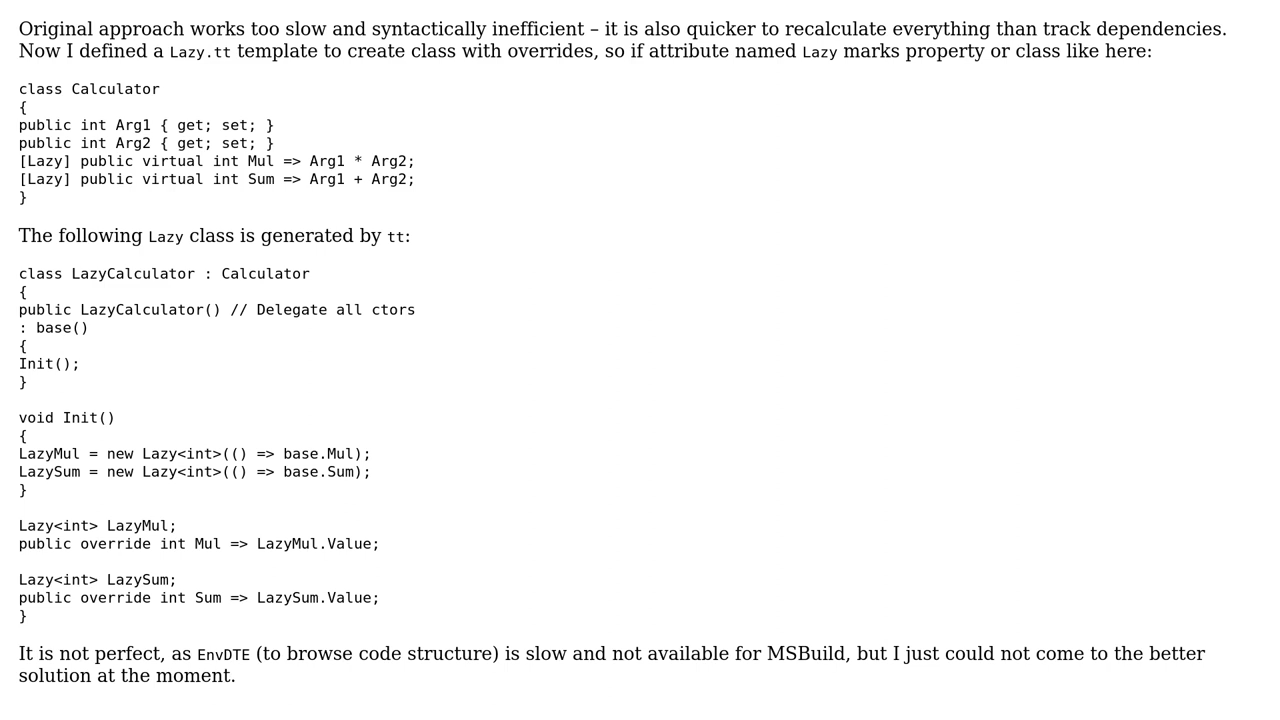 Original approach works too slow and syntactically inefficient – it is also quicker to recalculate everything than track dependencies.
Now I defined a Lazy.tt template to create class with overrides, so if attribute named Lazy marks property or class like here:
class Calculator
{
public int Arg1 { get; set; }
public int Arg2 { get; set; }
[Lazy] public virtual int Mul => Arg1 * Arg2;
[Lazy] public virtual int Sum => Arg1 + Arg2;
}
The following Lazy class is generated by tt:
class LazyCalculator : Calculator
{
public LazyCalculator() // Delegate all ctors
: base()
{
Init();
}
void Init()
{
LazyMul = new Lazy<int>(() => base.Mul);
LazySum = new Lazy<int>(() => base.Sum);
}
Lazy<int> LazyMul;
public override int Mul => LazyMul.Value;
Lazy<int> LazySum;
public override int Sum => LazySum.Value;
}
It is not perfect, as EnvDTE (to browse code structure) is slow and not available for MSBuild, but I just could not come to the better
solution at the moment.